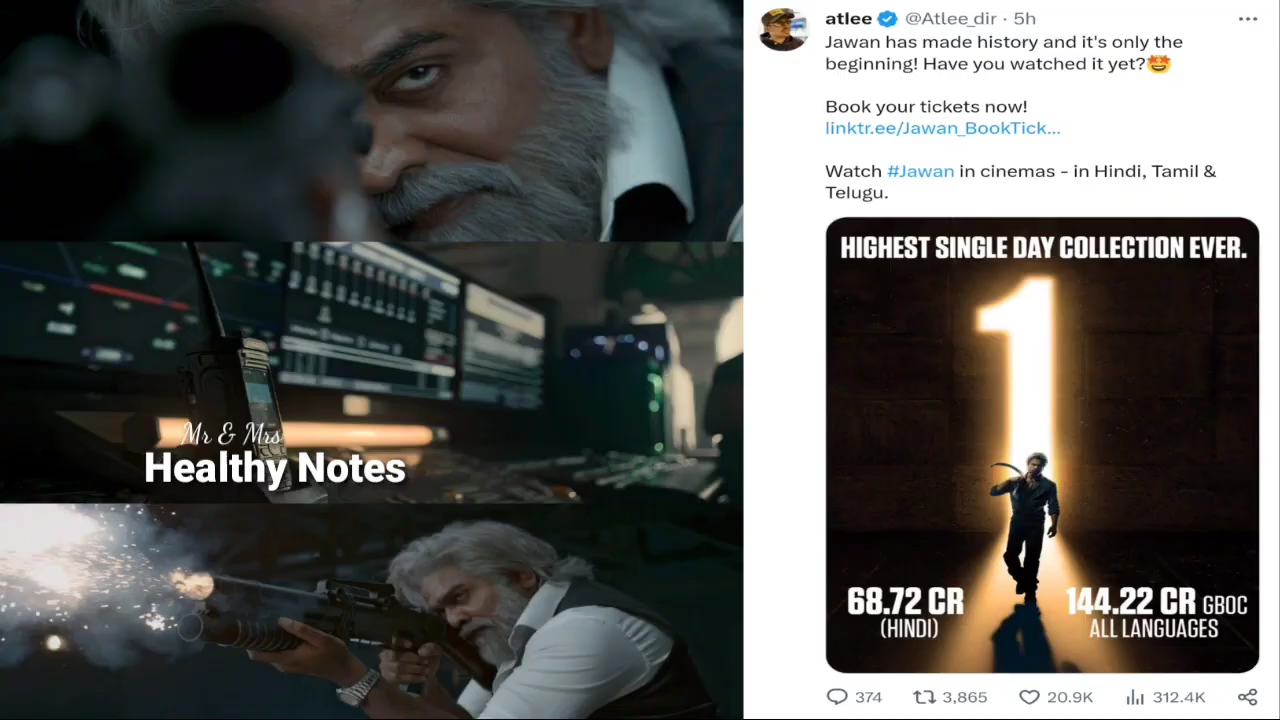 Mr & Mrs
Healthy Notes
atlee @Atlee_dir · 5h
Jawan has made history and it's only the
beginning! Have you watched it yet?🤩
Book your tickets now!
linktr.ee/Jawan_BookTick...
Watch #Jawan in cinemas - in Hindi, Tamil &
Telugu.
HIGHEST SINGLE DAY COLLECTION EVER.
1
68.72 CR
(HINDI)
144.22 CR GBOC
ALL LANGUAGES
374 3,865 20.9K 312.4K